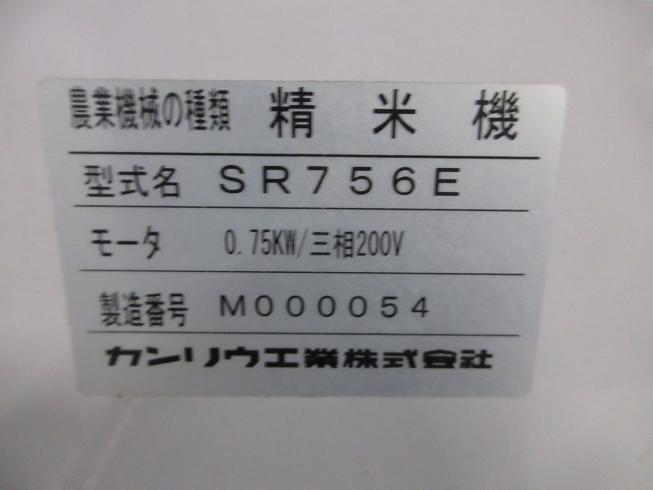 農業機械の種類 精米機
型式名 SR756E
モータ 0.75KW/三相200V
製造番号 M000054
カンリウ工業株式会社